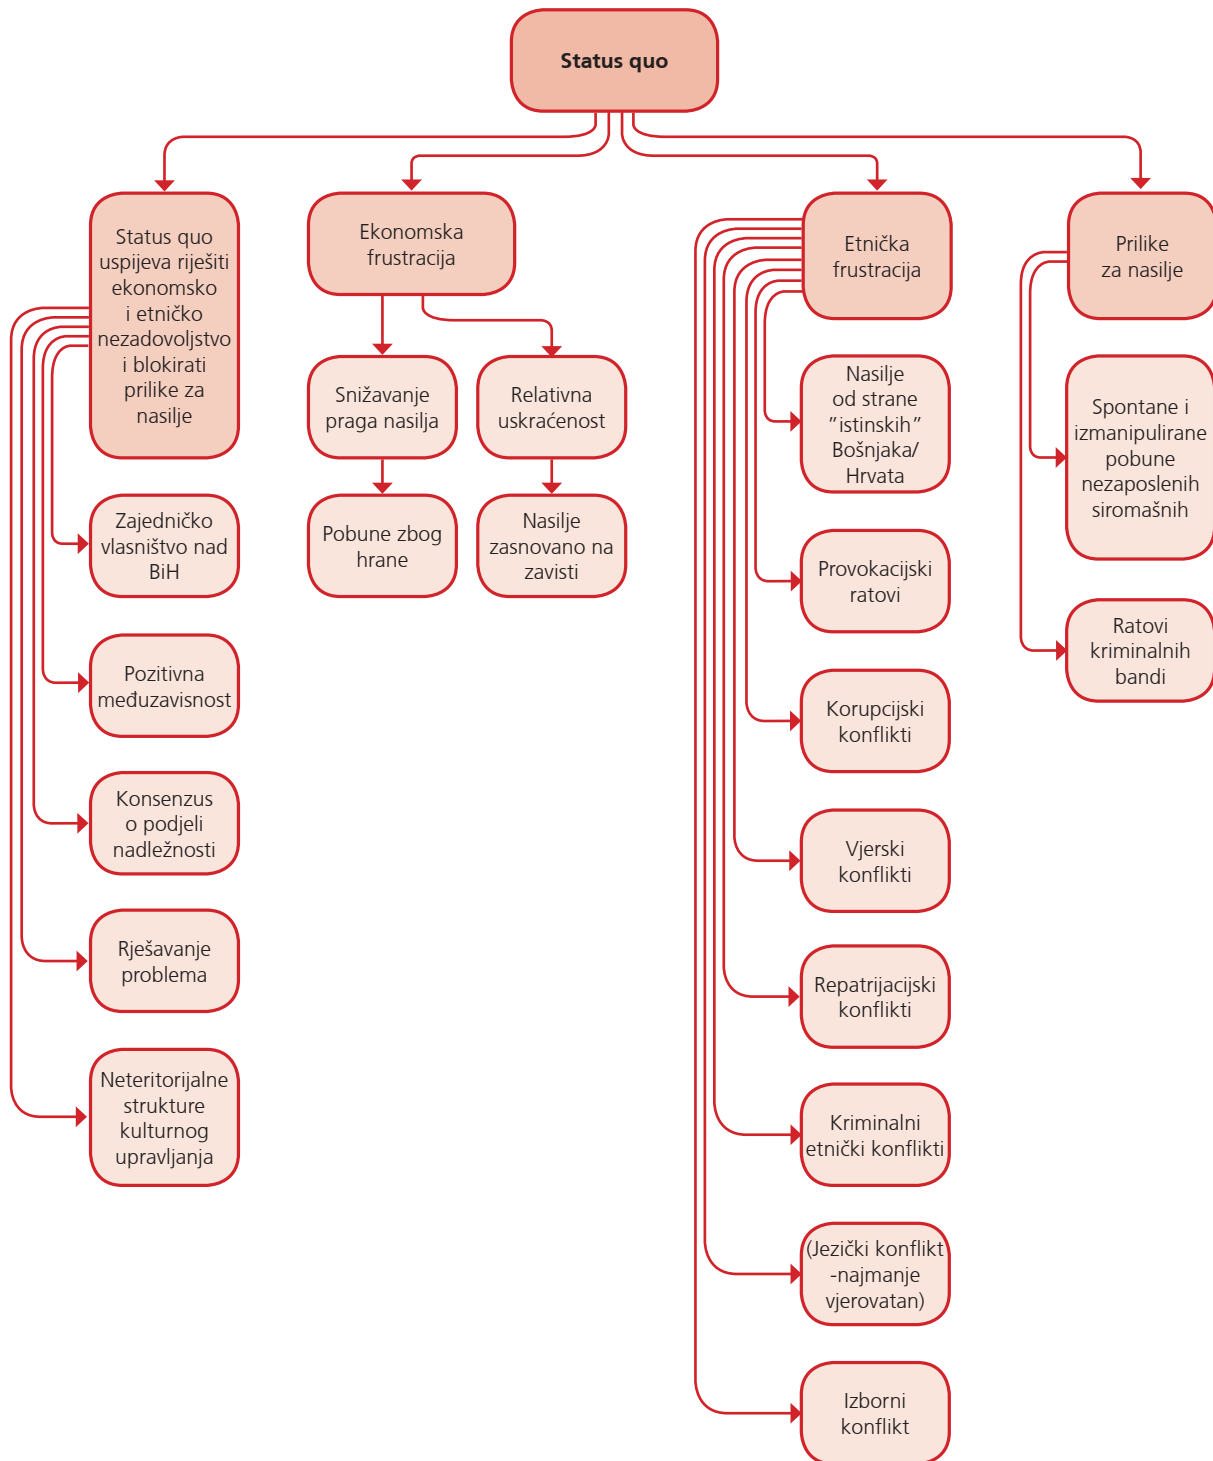 Status quo
Status quo
uspijeva riješiti
ekonomsko
i etničko
nezadovoljstvo
i blokirati
prilike za
nasilje
Zajedničko
vlasništvo nad
BiH
Pozitivna
međuzavisnost
Konsenzus
o podjeli
nadležnosti
Rješavanje
problema
Neteritorijalne
strukture
kulturnog
upravljanja
Ekonomska
frustracija
Snižavanje
praga nasilja
Pobune zbog
hrane
Relativna
uskraćenost
Nasilje
zasnovano na
zavisti
Etnička
frustracija
Nasilje
od strane
”istinskih”
Bošnjaka/
Hrvata
Provokacijski
ratovi
Korupcijski
konflikti
Vjerski
konflikti
Repatrijacijski
konflikti
Kriminalni
etnički konflikti
(Jezički konflikt
-najmanje
vjerovatan)
Izborni
konflikt
Prilike
za nasilje
Spontane i
izmanipulirane
pobune
nezaposlenih
siromašnih
Ratovi
kriminalnih
bandi